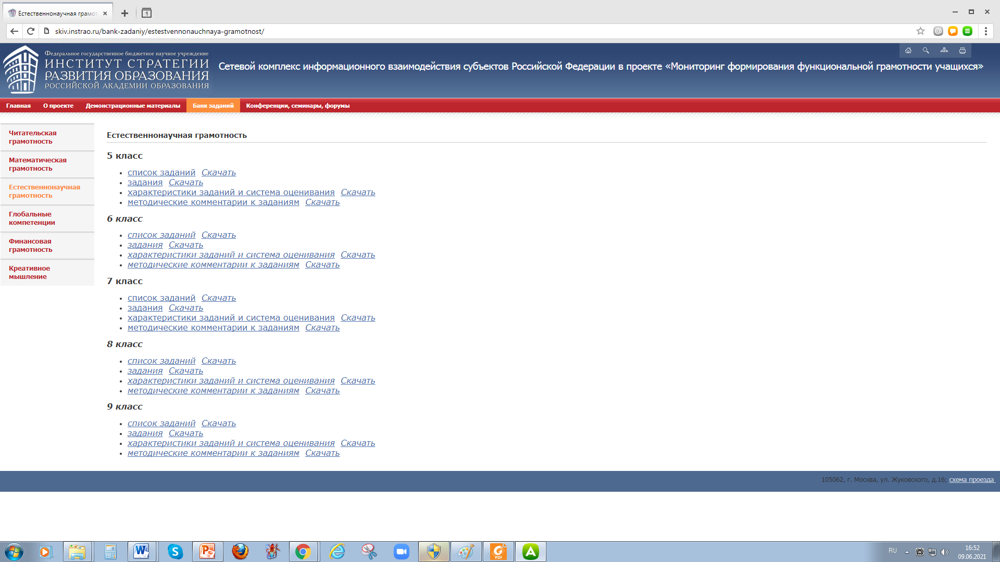 Естественнонаучная грамот
1
skiv.instrao.ru/bank-zadaniy/estestvennonauchnaya-gramotnost/
Федеральное государственное бюджетное научное учреждение
ИНСТИТУТ СТРАТЕГИИ
РАЗВИТИЯ ОБРАЗОВАНИЯ
РОССИЙСКОЙ АКАДЕМИИ ОБРАЗОВАНИЯ
Сетевой комплекс информационного взаимодействия субъектов Российской Федерации в проекте «Мониторинг формирования функциональной грамотности учащихся»
Главная О проекте Демонстрационные материалы Банк заданий Конференции, семинары, форумы
Читательская
грамотность
Математическая
грамотность
Естественнонаучная
грамотность
Глобальные
компетенции
Финансовая
грамотность
Креативное
мышление
Естественнонаучная грамотность
5 класс
список заданий Скачать
задания Скачать
характеристики заданий и система оценивания Скачать
методические комментарии к заданиям Скачать
6 класс
список заданий Скачать
задания Скачать
характеристики заданий и система оценивания Скачать
методические комментарии к заданиям Скачать
7 класс
список заданий Скачать
задания Скачать
характеристики заданий и система оценивания Скачать
методические комментарии к заданиям Скачать
8 класс
список заданий Скачать
задания Скачать
характеристики заданий и система оценивания Скачать
методические комментарии к заданиям Скачать
9 класс
список заданий Скачать
задания Скачать
характеристики заданий и система оценивания Скачать
методические комментарии к заданиям Скачать
105062, г. Москва, ул. Жуковского, д.16; схема проезда
PDF
RU
16:52
09.06.2021